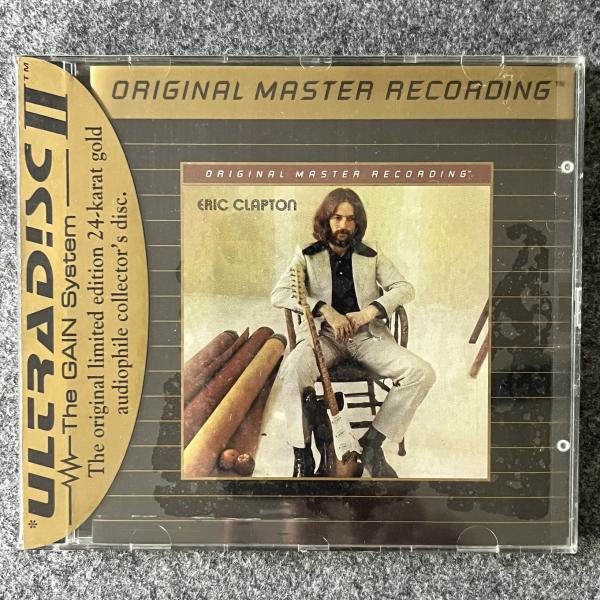 ORIGINAL MASTER RECORDING™
ORIGINAL MASTER RECORDING™
ERIC CLAPTON
*ULTRADISC II™
The GAIN System
The original limited edition 24-karat gold
audiophile collector's disc.